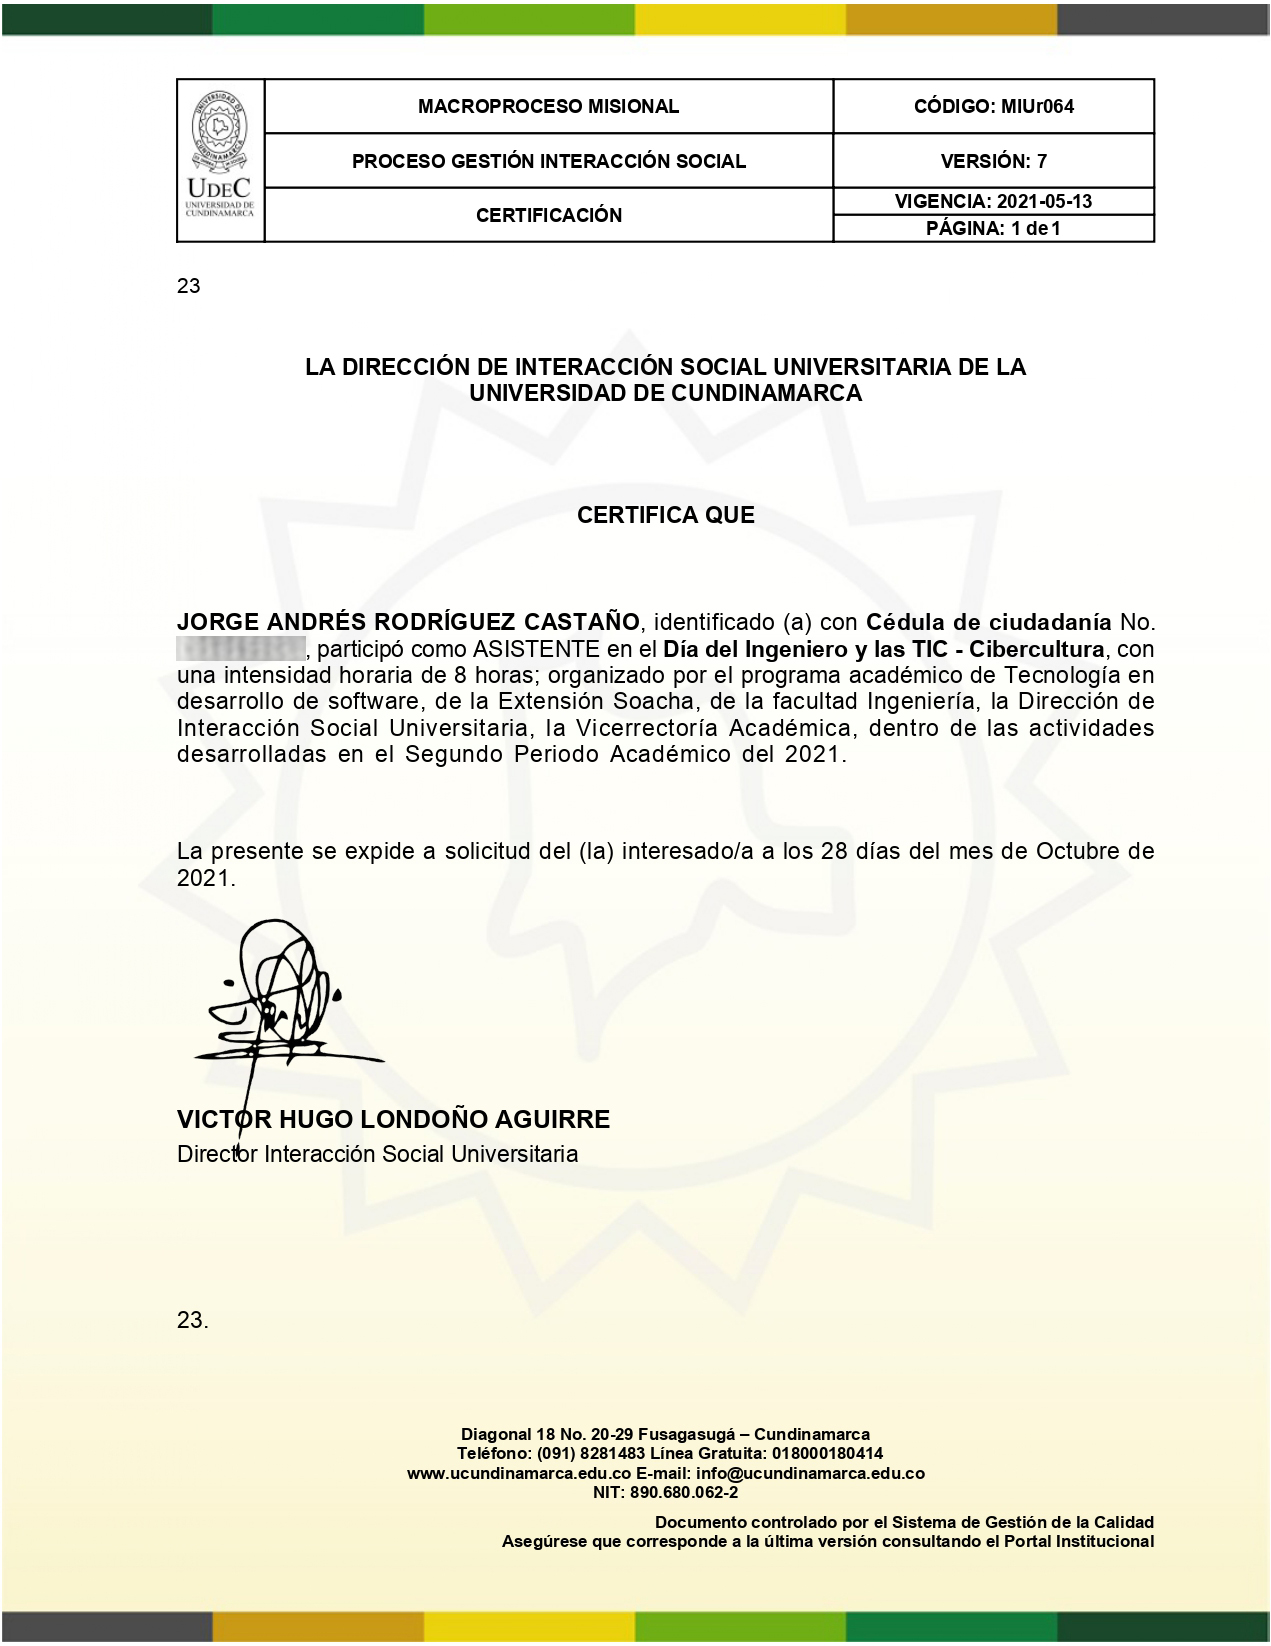 MACROPROCESO MISIONAL
CÓDIGO: MIUr064
UNIVERSIDAD DE CUNDINAMARCA
UDEC
UNIVERSIDAD DE
CUNDINAMARCA
PROCESO GESTIÓN INTERACCIÓN SOCIAL
VERSIÓN: 7
CERTIFICACIÓN
VIGENCIA: 2021-05-13
PÁGINA: 1 de 1
23
LA DIRECCIÓN DE INTERACCIÓN SOCIAL UNIVERSITARIA DE LA
UNIVERSIDAD DE CUNDINAMARCA
CERTIFICA QUE
JORGE ANDRÉS RODRÍGUEZ CASTAÑO, identificado (a) con Cédula de ciudadanía No.
, participó como ASISTENTE en el Día del Ingeniero y las TIC - Cibercultura, con
una intensidad horaria de 8 horas; organizado por el programa académico de Tecnología en
desarrollo de software, de la Extensión Soacha, de la facultad Ingeniería, la Dirección de
Interacción Social Universitaria, la Vicerrectoría Académica, dentro de las actividades
desarrolladas en el Segundo Periodo Académico del 2021.
La presente se expide a solicitud del (la) interesado/a a los 28 días del mes de Octubre de
2021.
VICTOR HUGO LONDOÑO AGUIRRE
Director Interacción Social Universitaria
23.
Diagonal 18 No. 20-29 Fusagasugá – Cundinamarca
Teléfono: (091) 8281483 Línea Gratuita: 018000180414
www.ucundinamarca.edu.co E-mail: info@ucundinamarca.edu.co
NIT: 890.680.062-2
Documento controlado por el Sistema de Gestión de la Calidad
Asegúrese que corresponde a la última versión consultando el Portal Institucional